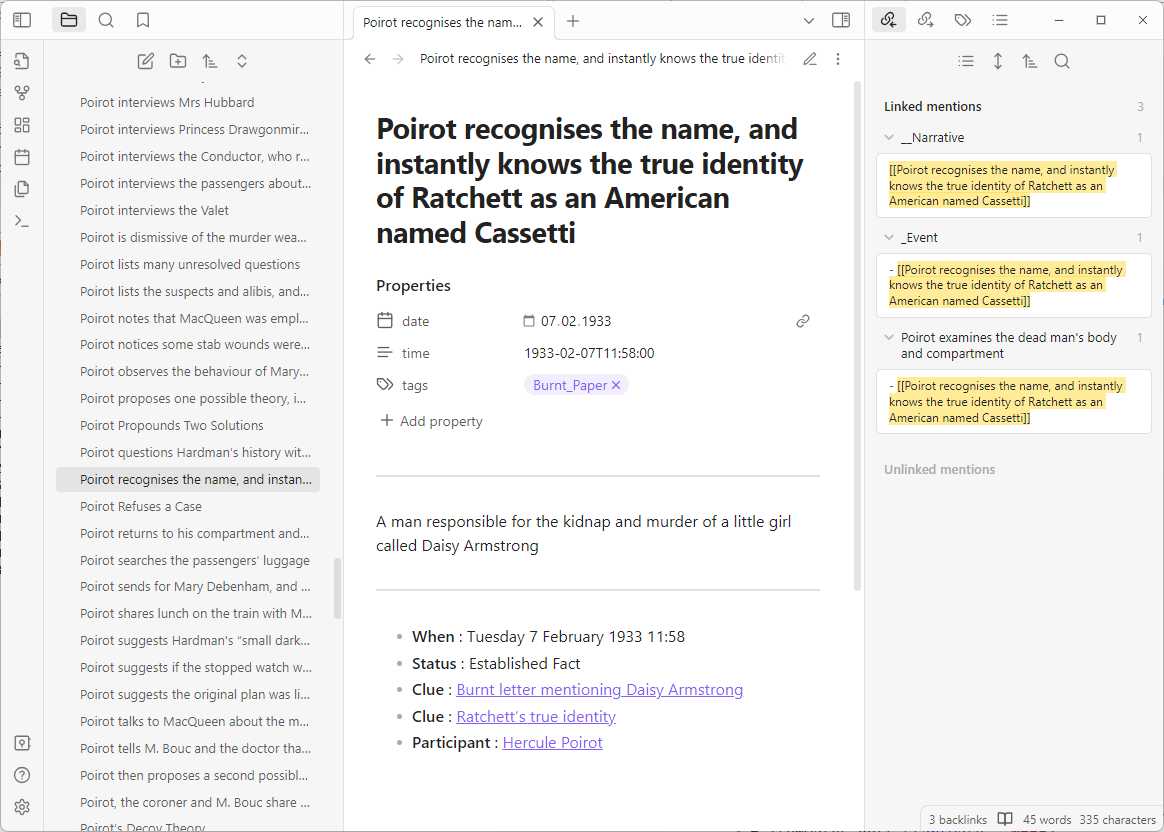 Poirot recognises the nam...
Poirot interviews Mrs Hubbard
Poirot interviews Princess Drawgonmir...
Poirot interviews the Conductor, who r...
Poirot interviews the passengers about...
Poirot interviews the Valet
Poirot is dismissive of the murder wea...
Poirot lists many unresolved questions
Poirot lists the suspects and alibis, and...
Poirot notes that MacQueen was empl...
Poirot notices some stab wounds were...
Poirot observes the behaviour of Mary...
Poirot proposes one possible theory, i...
Poirot Propounds Two Solutions
Poirot questions Hardman's history wit...
Poirot recognises the name, and instan...
Poirot Refuses a Case
Poirot returns to his compartment and...
Poirot searches the passengers' luggage
Poirot sends for Mary Debenham, and ...
Poirot shares lunch on the train with M...
Poirot suggests Hardman's "small dark...
Poirot suggests if the stopped watch w...
Poirot suggests the original plan was li...
Poirot talks to MacQueen about the m...
Poirot tells M. Bouc and the doctor tha...
Poirot then proposes a second possibl...
Poirot, the coroner and M. Bouc share ...
Poirot's Decoy Theory
Poirot recognises the name, and instantly knows the true identit
Poirot recognises the name, and
instantly knows the true identity
of Ratchett as an American
named Cassetti
Properties
date 07.02.1933
time 1933-02-07T11:58:00
tags Burnt_Paper
Add property
A man responsible for the kidnap and murder of a little girl
called Daisy Armstrong
When : Tuesday 7 February 1933 11:58
Status : Established Fact
Clue : Burnt letter mentioning Daisy Armstrong
Clue : Ratchett's true identity
Participant : Hercule Poirot
Linked mentions 3
__Narrative 1
[[Poirot recognises the name, and instantly
knows the true identity of Ratchett as an
American named Cassetti]]
_Event 1
- [[Poirot recognises the name, and instantly
knows the true identity of Ratchett as an
American named Cassetti]]
Poirot examines the dead man's body 1
and compartment
- [[Poirot recognises the name, and instantly
knows the true identity of Ratchett as an
American named Cassetti]]
Unlinked mentions
3 backlinks 45 words 335 characters